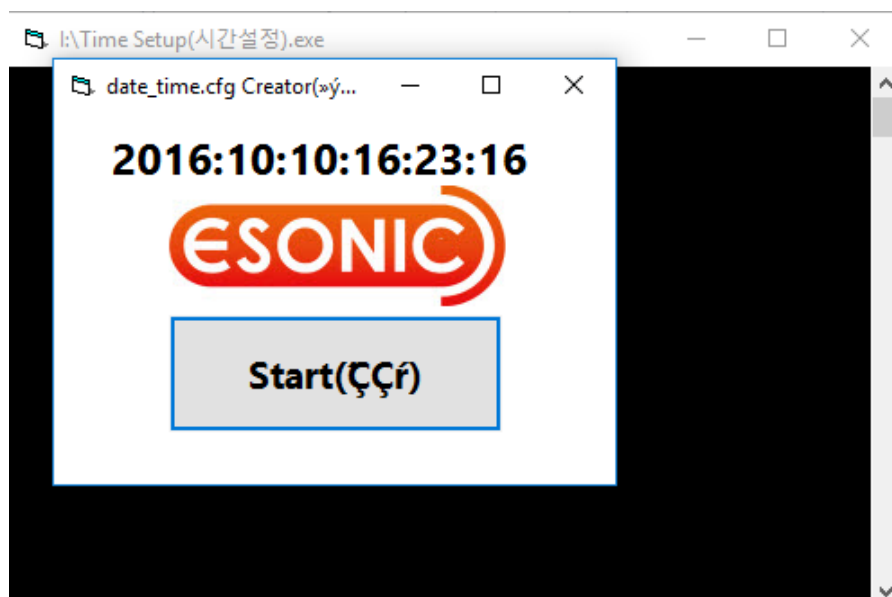 I:\Time Setup(시간설정).exe
date_time.cfg Creator(»ý...
2016:10:10:16:23:16
ESONIC
Start(ÇÇŕ)